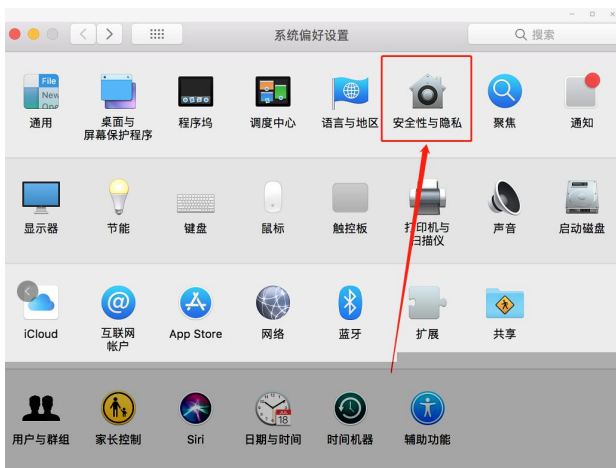 系统偏好设置
搜索
File
New
One
通用
桌面与
屏幕保护程序
程序坞
调度中心
语言与地区
安全性与隐私
聚焦
通知
显示器
节能
键盘
鼠标
触控板
打印机与
扫描仪
声音
启动磁盘
iCloud
互联网
帐户
App Store
网络
蓝牙
扩展
共享
用户与群组
家长控制
Siri
18
日期与时间
时间机器
辅助功能